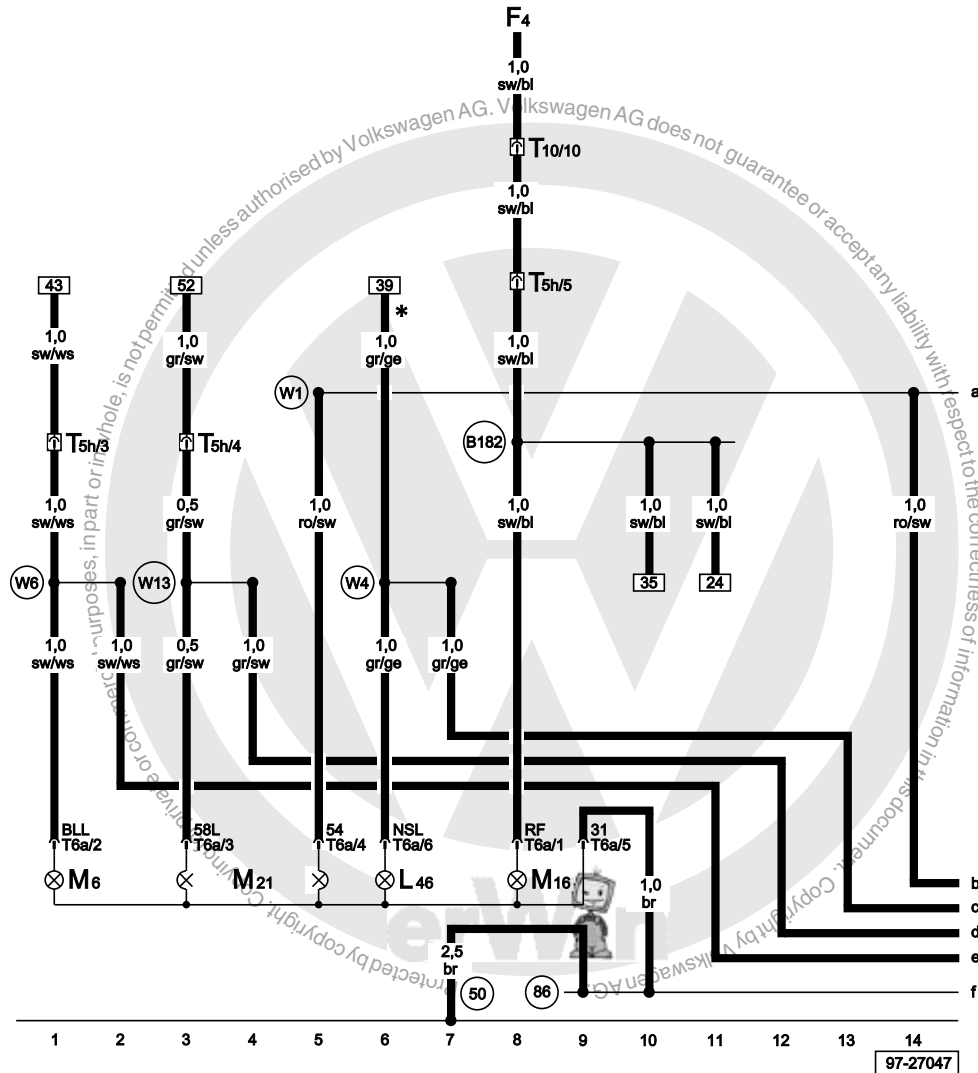 F4
1,0
sw/bl
T10/10
1,0
sw/bl
T5h/5
43
52
39
*
1,0
sw/ws
1,0
gr/sw
1,0
gr/ge
1,0
sw/bl
W1
a
T5h/3
T5h/4
B182
1,0
sw/ws
0,5
gr/sw
1,0
ro/sw
1,0
sw/bl
1,0
sw/bl
1,0
sw/bl
1,0
ro/sw
W6
W13
W4
35
24
1,0
sw/ws
1,0
sw/ws
0,5
gr/sw
1,0
gr/sw
1,0
gr/ge
1,0
gr/ge
BLL
T6a/2
58L
T6a/3
54
T6a/4
NSL
T6a/6
RF
T6a/1
31
T6a/5
M6
M21
L46
M16
1,0
br
b
c
d
e
2,5
br
50
86
f
1 2 3 4 5 6 7 8 9 10 11 12 13 14
97-27047
erWin
Protected by copyright. Copying for private or commercial purposes, in part or in whole, is not permitted unless authorised by Volkswagen AG. Volkswagen AG does not guarantee or accept any liability with respect to the correctness of information in this document. Copyright by Volkswagen AG.